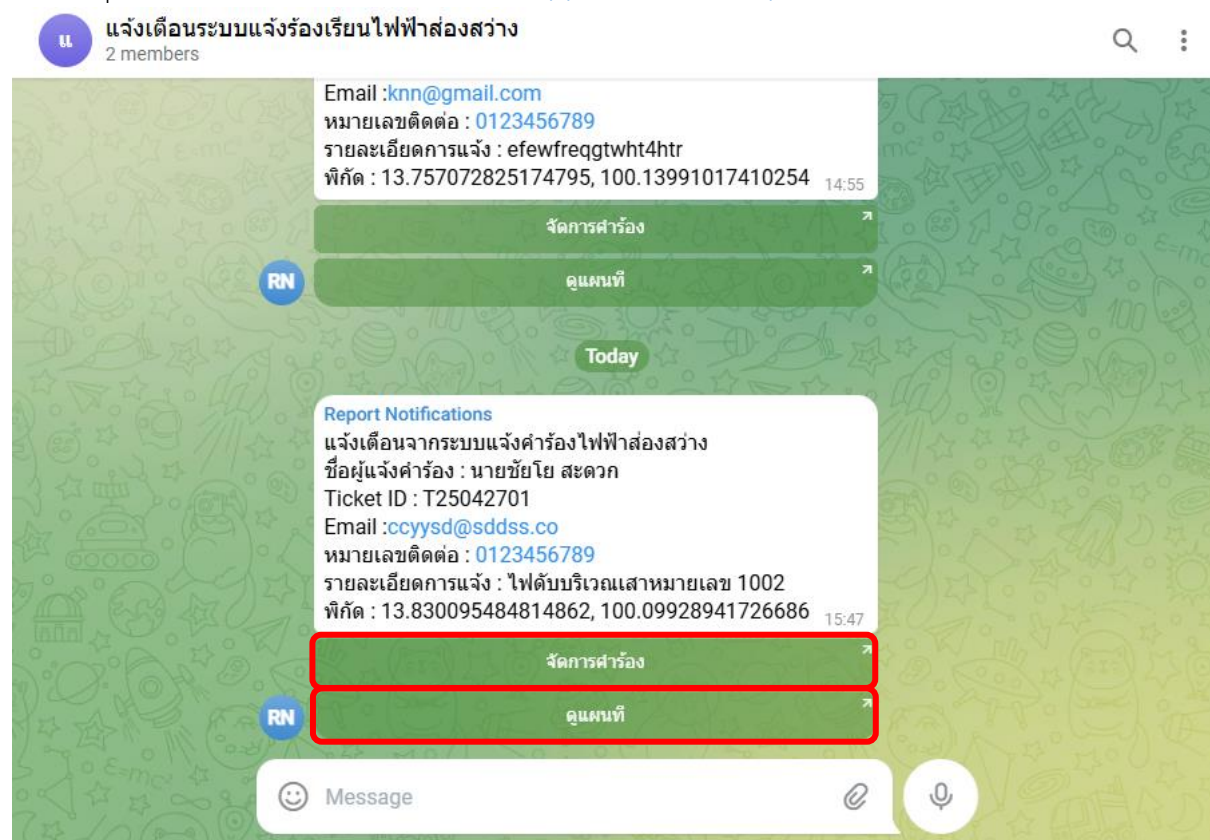 แ
แจ้งเตือนระบบแจ้งร้องเรียนไฟฟ้าส่องสว่าง
2 members
Email :knn@gmail.com
หมายเลขติดต่อ : 0123456789
รายละเอียดการแจ้ง : efewfreqgtwht4htr
พิกัด : 13.757072825174795, 100.13991017410254 14:55
จัดการคำร้อง
RN
ดูแผนที่
Today
Report Notifications
แจ้งเตือนจากระบบแจ้งคำร้องไฟฟ้าส่องสว่าง
ชื่อผู้แจ้งคำร้อง : นายชัยโย สะดวก
Ticket ID : T25042701
Email :ccyysd@sddss.co
หมายเลขติดต่อ : 0123456789
รายละเอียดการแจ้ง : ไฟดับบริเวณเสาหมายเลข 1002
พิกัด : 13.830095484814862, 100.09928941726686 15:47
จัดการคำร้อง
RN
ดูแผนที่
Message